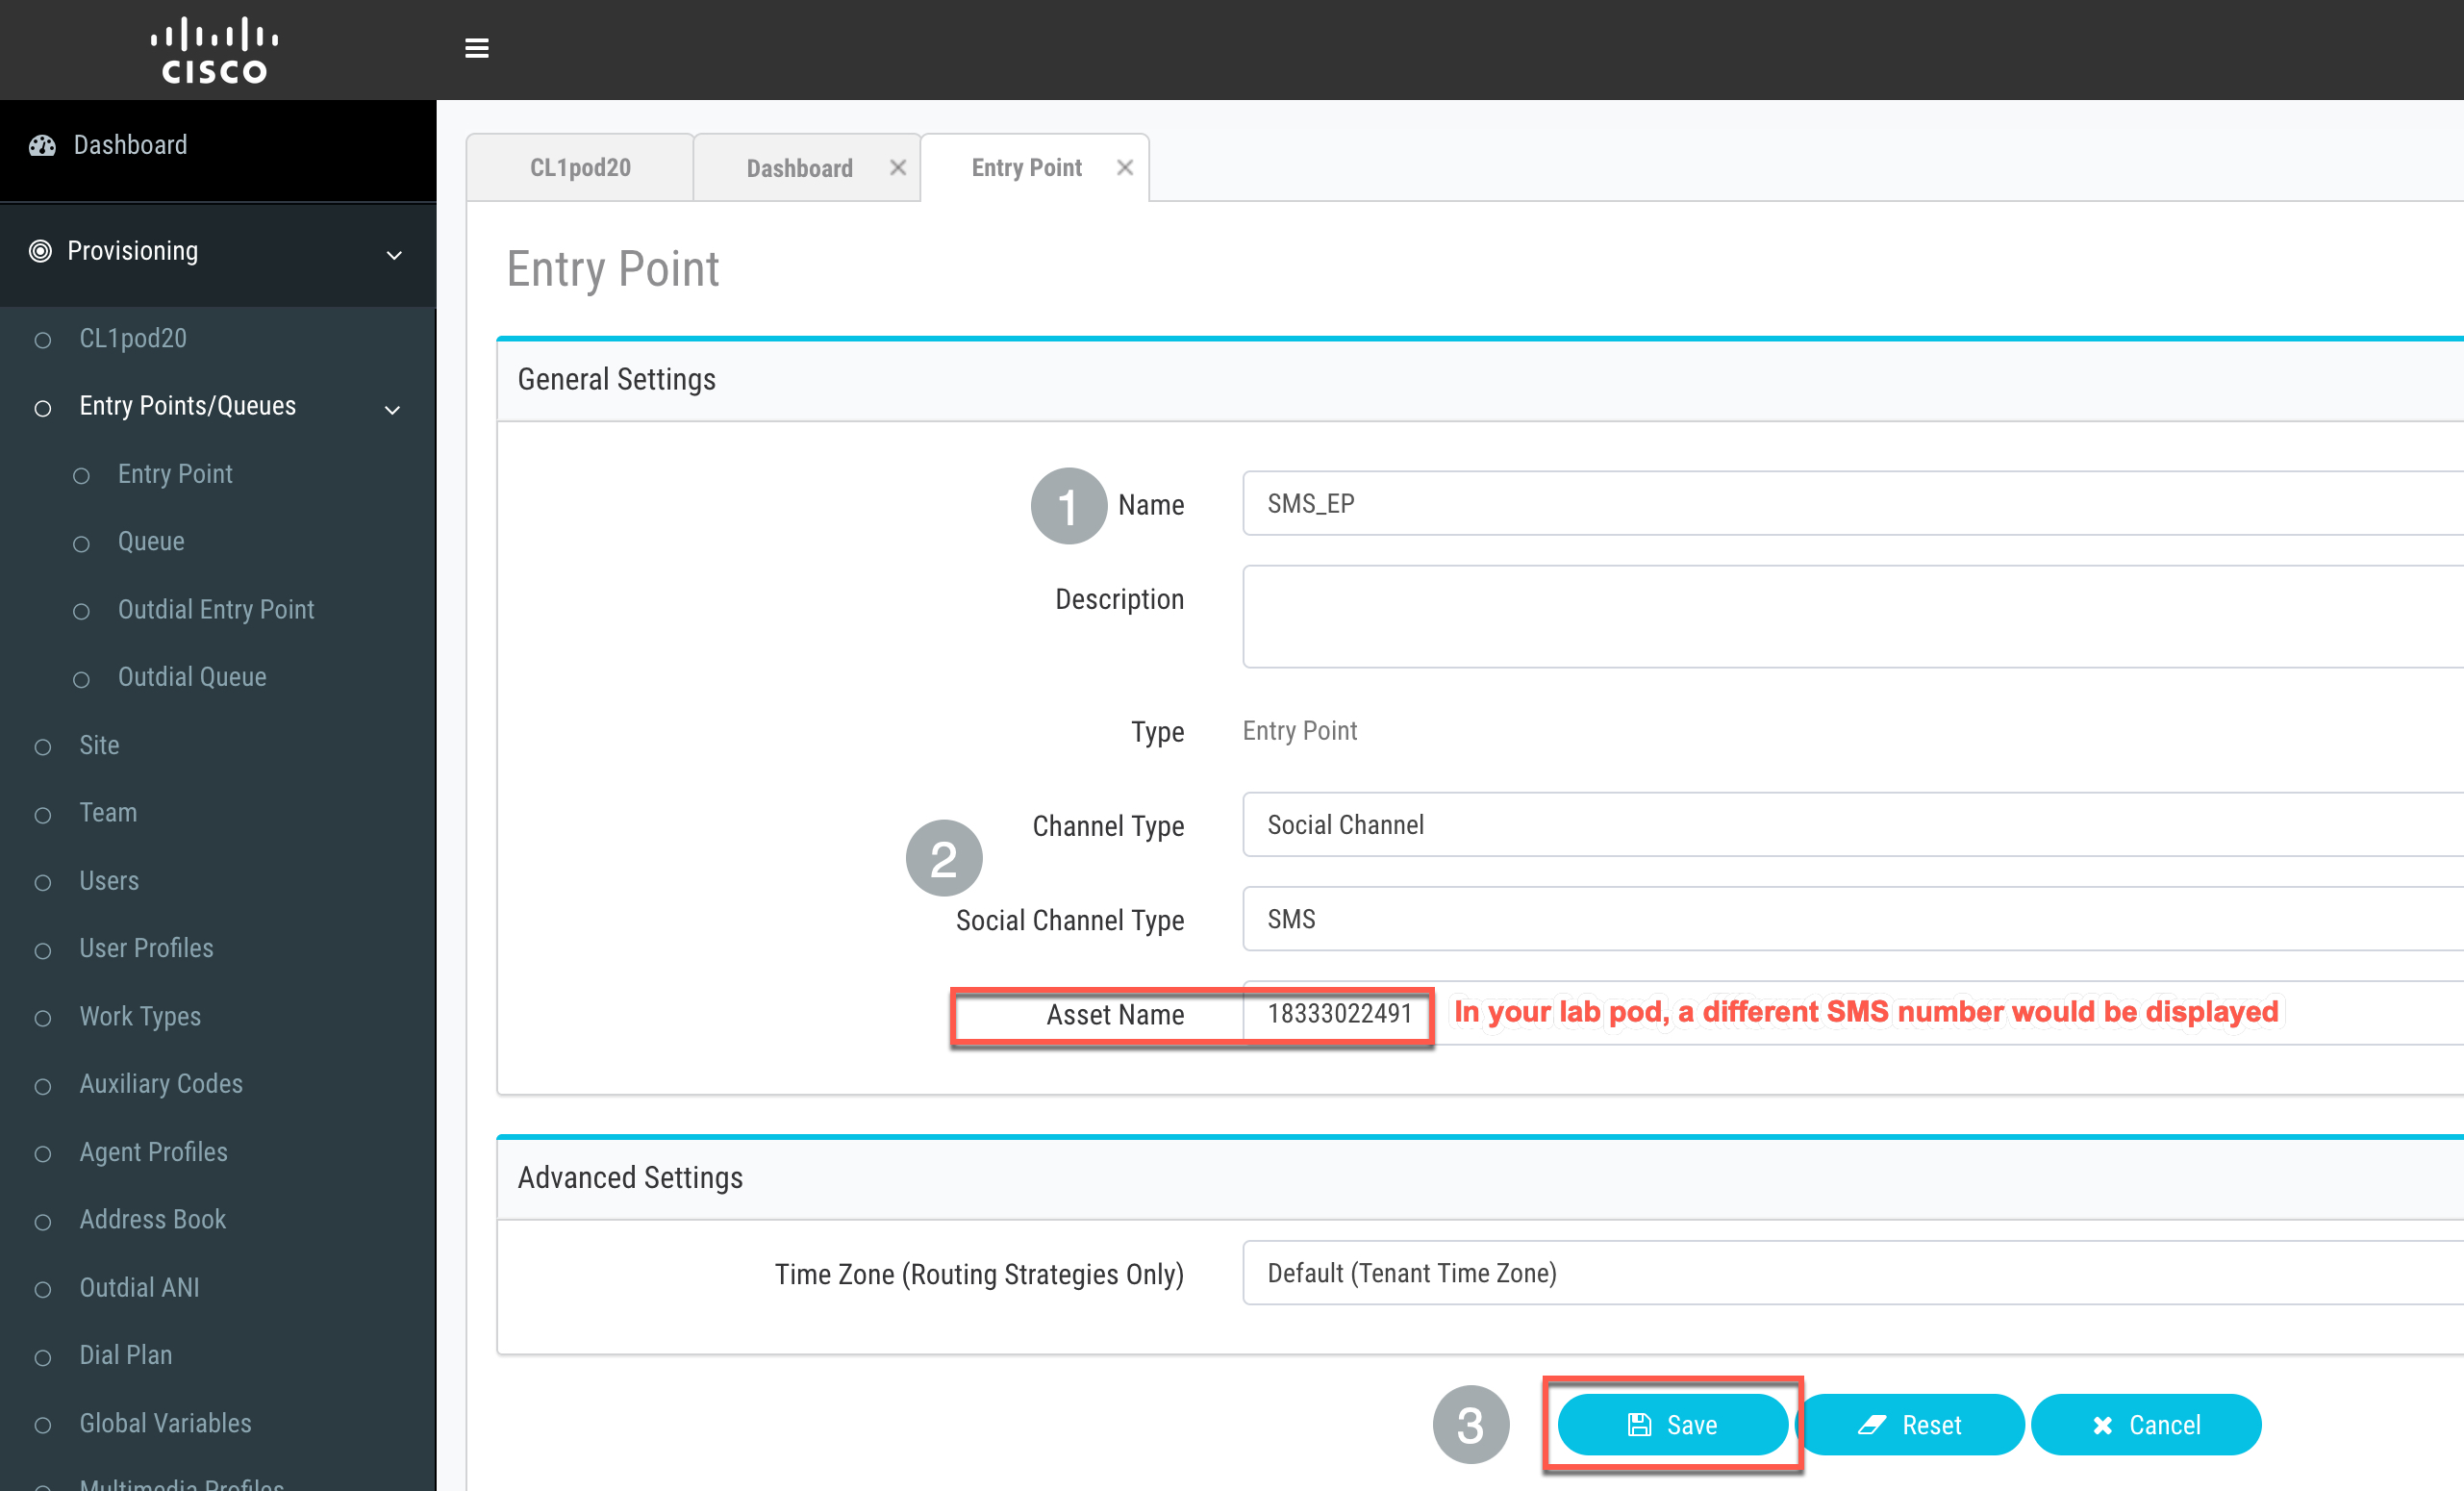 CISCO
Dashboard
Provisioning
CL1pod20
Entry Points/Queues
Entry Point
Queue
Outdial Entry Point
Outdial Queue
Site
Team
Users
User Profiles
Work Types
Auxiliary Codes
Agent Profiles
Address Book
Outdial ANI
Dial Plan
Global Variables
Multimedia Profiles
CL1pod20 Dashboard Entry Point
Entry Point
General Settings
1 Name SMS_EP
Description
Type Entry Point
Channel Type Social Channel
2
Social Channel Type SMS
Asset Name 18333022491 In your lab pod, a different SMS number would be displayed
Advanced Settings
Time Zone (Routing Strategies Only) Default (Tenant Time Zone)
3 Save Reset Cancel